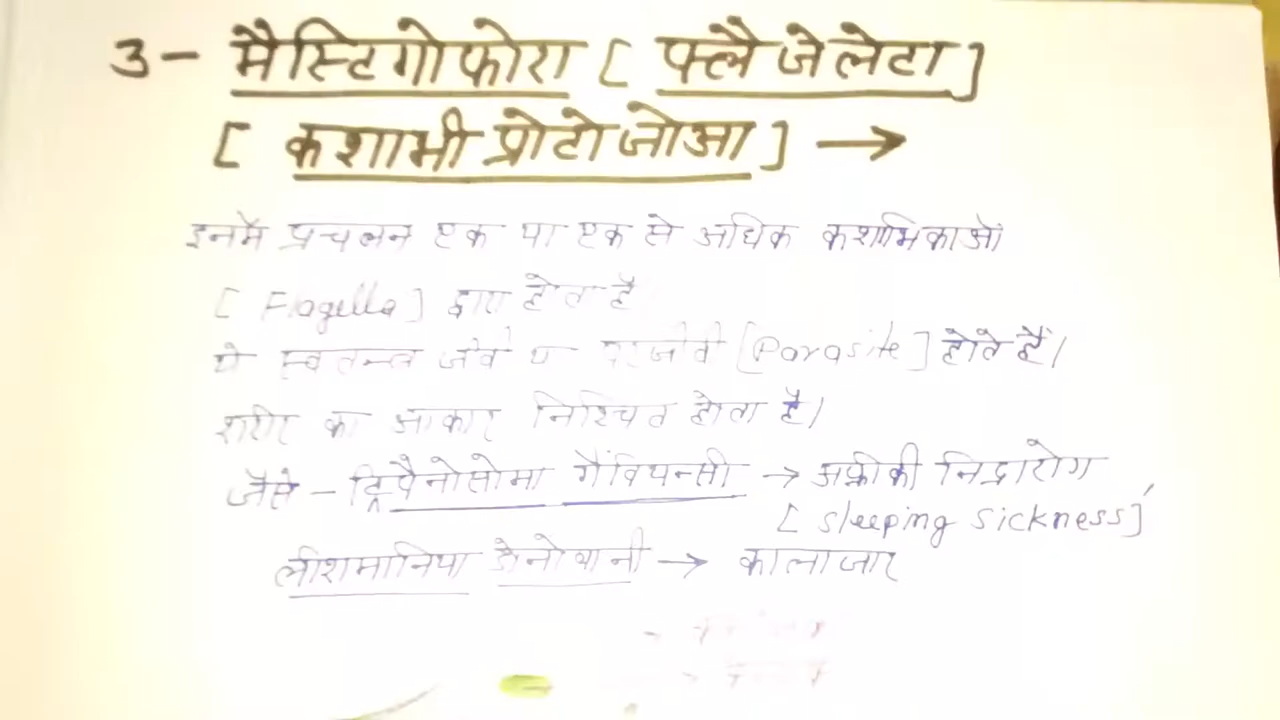 3- मैस्टिगोफोरा [ फ्लैजेलेटा ]
[ कशाभी प्रोटोजोआ ] →
इनमें प्रचलन एक या एक से अधिक कशाभिकाओं
[ Flagella ] द्वारा होता है
ये स्वतन्त्र जीवी या परजीवी [ Parasite ] होते हैं।
शरीर का आकार निश्चित होता है।
जैसे - ट्रिपैनोसोमा गैंबियन्सी → अफ्रीकी निद्रारोग
[ sleeping sickness ]
लीशमानिया डोनोवानी → कालाजार